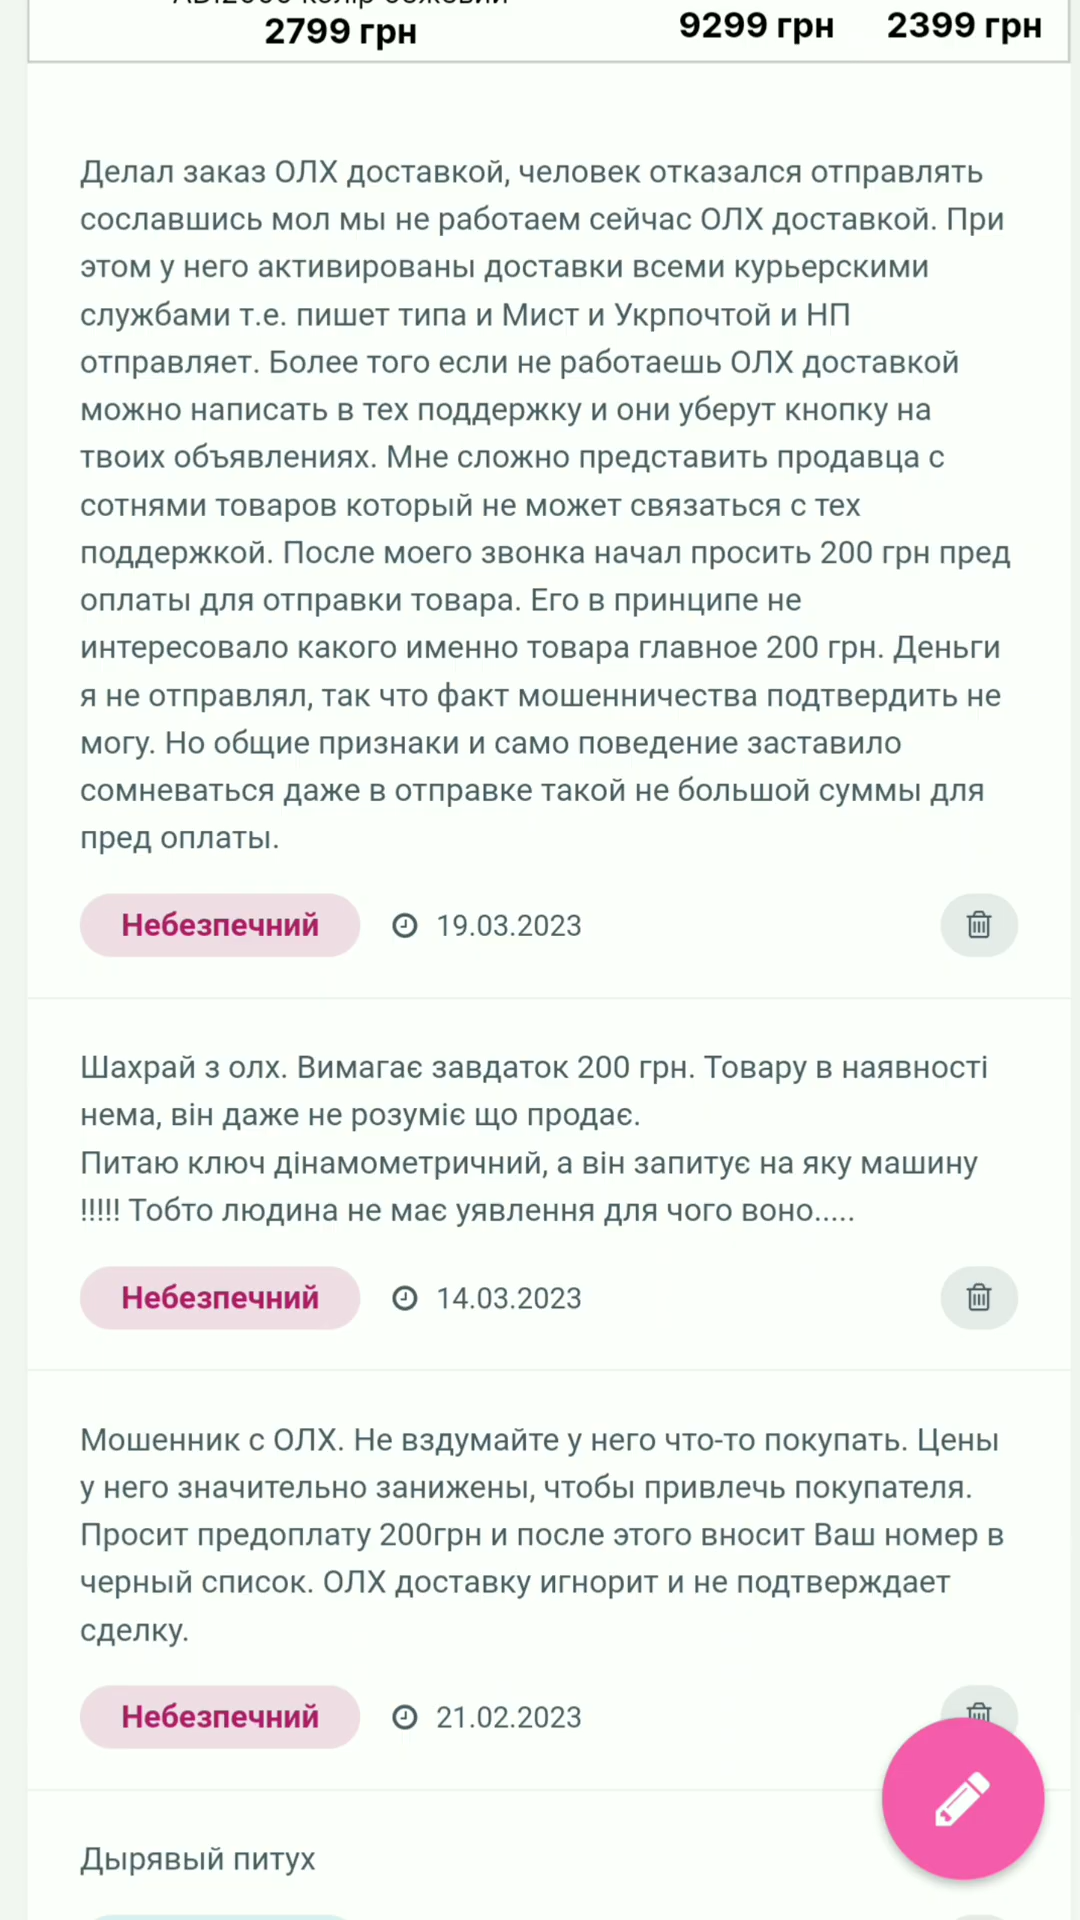 2799 грн
9299 грн
2399 грн
Делал заказ ОЛХ доставкой, человек отказался отправлять
сославшись мол мы не работаем сейчас ОЛХ доставкой. При
этом у него активированы доставки всеми курьерскими
службами т.е. пишет типа и Мист и Укрпочтой и НП
отправляет. Более того если не работаешь ОЛХ доставкой
можно написать в тех поддержку и они уберут кнопку на
твоих объявлениях. Мне сложно представить продавца с
сотнями товаров который не может связаться с тех
поддержкой. После моего звонка начал просить 200 грн пред
оплаты для отправки товара. Его в принципе не
интересовало какого именно товара главное 200 грн. Деньги
я не отправлял, так что факт мошенничества подтвердить не
могу. Но общие признаки и само поведение заставило
сомневаться даже в отправке такой не большой суммы для
пред оплаты.
Небезпечний 19.03.2023
Шахрай з олх. Вимагає завдаток 200 грн. Товару в наявності
нема, він даже не розуміє що продає.
Питаю ключ дінамометричний, а він запитує на яку машину
!!!!! Тобто людина не має уявлення для чого воно.....
Небезпечний 14.03.2023
Мошенник с ОЛХ. Не вздумайте у него что-то покупать. Цены
у него значительно занижены, чтобы привлечь покупателя.
Просит предоплату 200грн и после этого вносит Ваш номер в
черный список. ОЛХ доставку игнорит и не подтверждает
сделку.
Небезпечний 21.02.2023
Дырявый питух